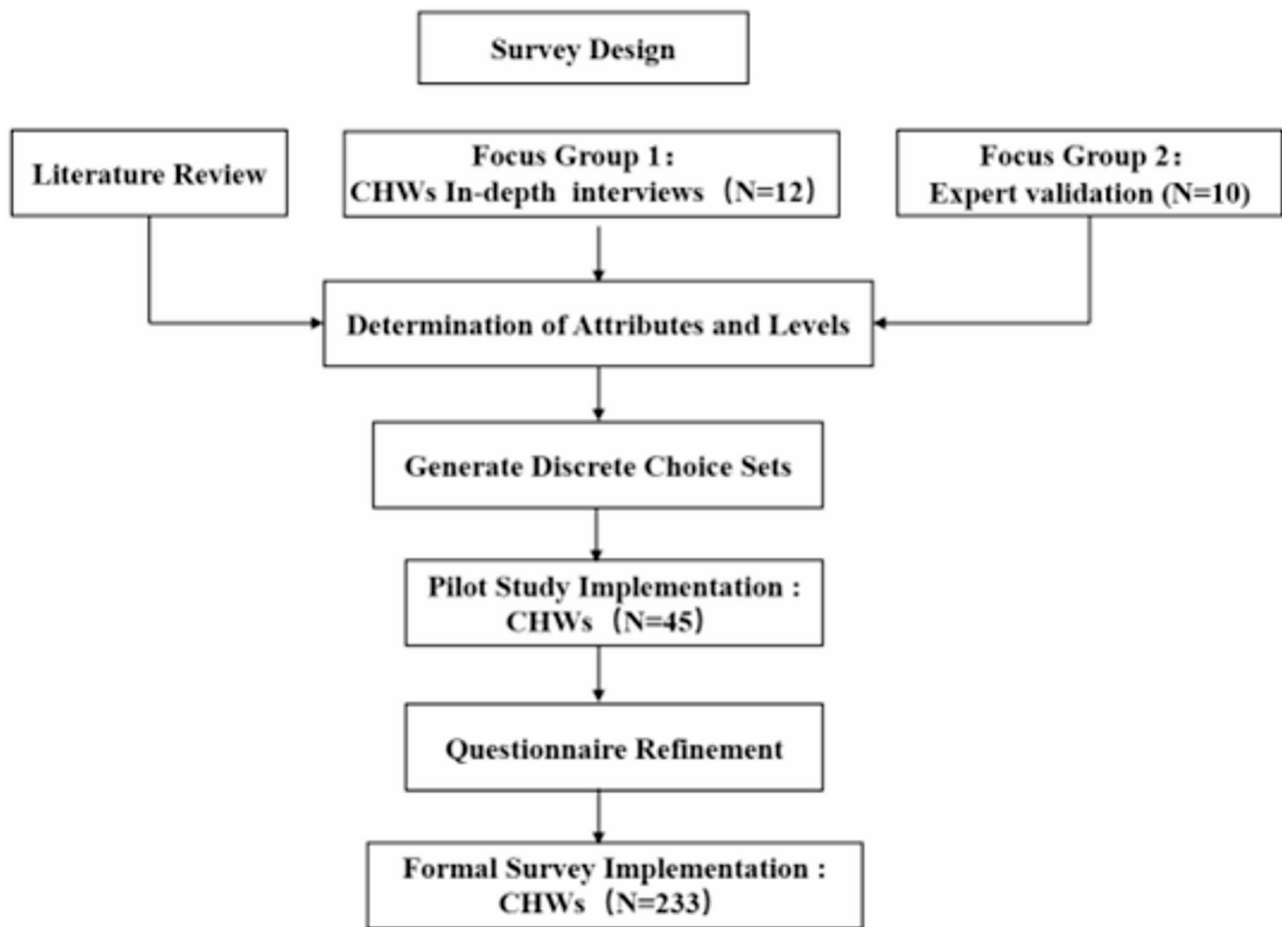 Survey Design
Literature Review
Focus Group 1：
CHWs In-depth interviews（N=12）
Focus Group 2：
Expert validation (N=10)
Determination of Attributes and Levels
Generate Discrete Choice Sets
Pilot Study Implementation :
CHWs（N=45）
Questionnaire Refinement
Formal Survey Implementation :
CHWs（N=233）